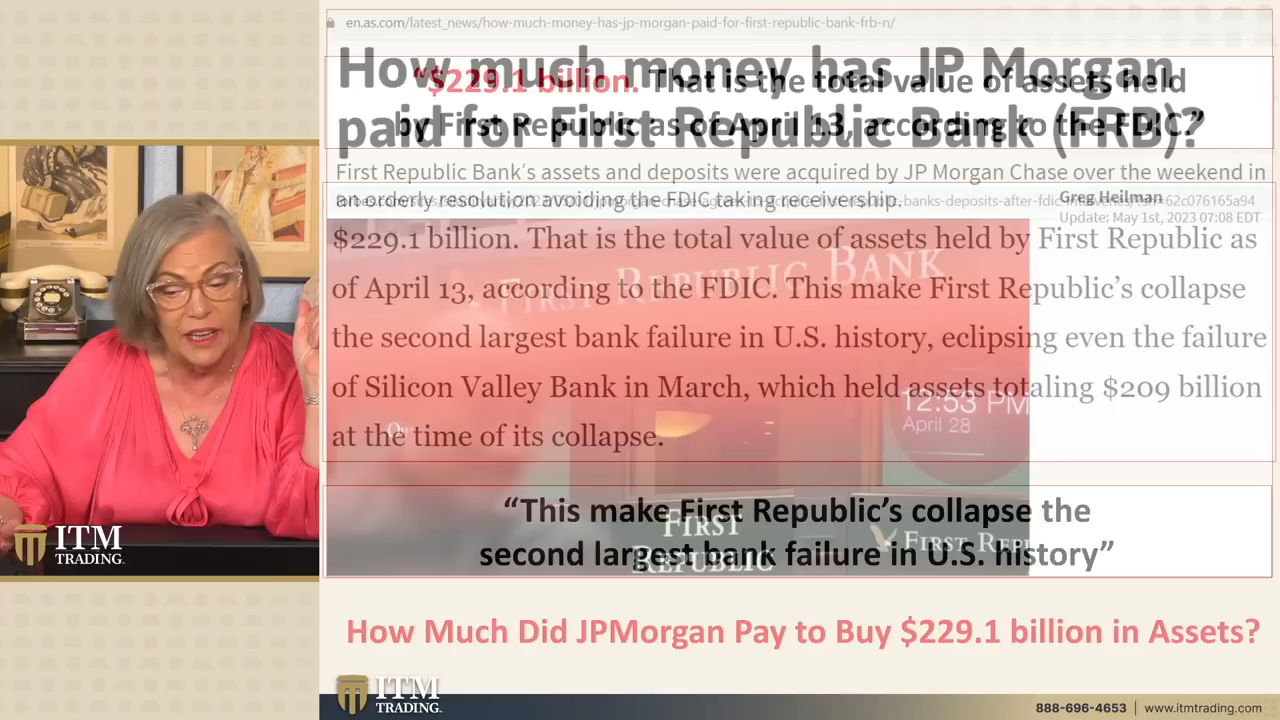 en.as.com/latest_news/how-much-money-has-jp-morgan-paid-for-first-republic-bank-frb-n/
How much money has JP Morgan
paid for First Republic Bank (FRB)?
“$229.1 billion. That is the total value of assets held
by First Republic as of April 13, according to the FDIC.”
First Republic Bank's assets and deposits were acquired by JP Morgan Chase over the weekend in
an orderly resolution avoiding the FDIC taking receivership.
Greg Heilman
Update: May 1st, 2023 07:08 EDT
$229.1 billion. That is the total value of assets held by First Republic as
of April 13, according to the FDIC. This make First Republic’s collapse
the second largest bank failure in U.S. history, eclipsing even the failure
of Silicon Valley Bank in March, which held assets totaling $209 billion
at the time of its collapse.
First Republic Bank
12:53 PM
April 28
“This make First Republic’s collapse the
second largest bank failure in U.S. history”
First
Republic
First Rep
How Much Did JPMorgan Pay to Buy $229.1 billion in Assets?
ITM
TRADING.
ITM
TRADING.
888-696-4653 | www.itmtrading.com